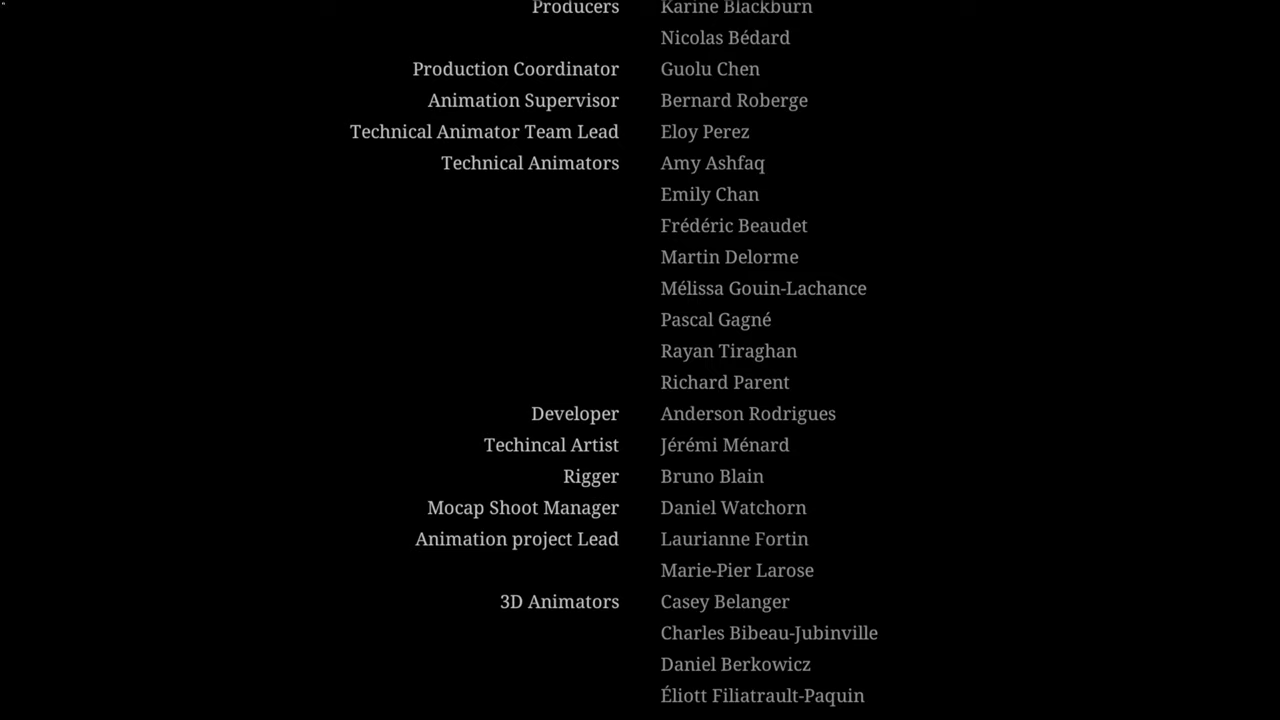 Producers Karine Blackburn
Nicolas Bédard
Production Coordinator Guolu Chen
Animation Supervisor Bernard Roberge
Technical Animator Team Lead Eloy Perez
Technical Animators Amy Ashfaq
Emily Chan
Frédéric Beaudet
Martin Delorme
Mélissa Gouin-Lachance
Pascal Gagné
Rayan Tiraghan
Richard Parent
Developer Anderson Rodrigues
Techincal Artist Jérémi Ménard
Rigger Bruno Blain
Mocap Shoot Manager Daniel Watchorn
Animation project Lead Laurianne Fortin
Marie-Pier Larose
3D Animators Casey Belanger
Charles Bibeau-Jubinville
Daniel Berkowicz
Éliott Filiatrault-Paquin